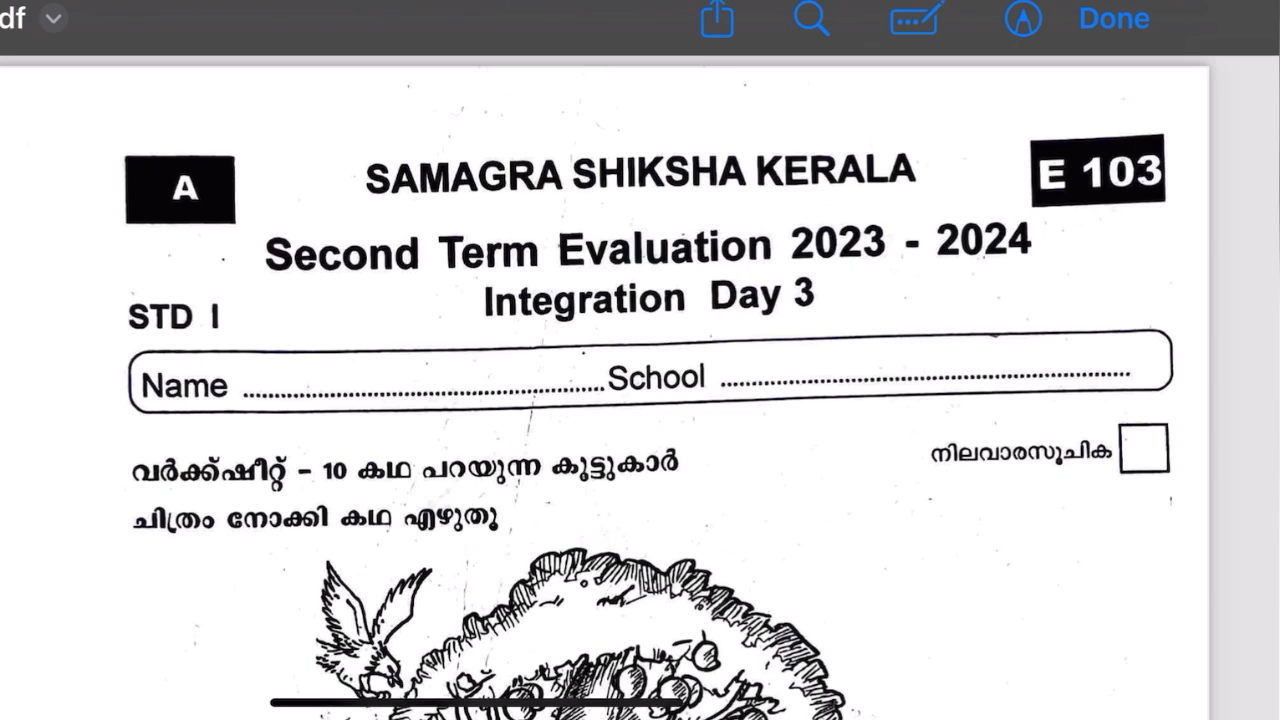 df
Done
A
SAMAGRA SHIKSHA KERALA
E 103
Second Term Evaluation 2023 - 2024
Integration Day 3
STD I
Name ............................................................School ....................................................................
വർക്ക്ഷീറ്റ് – 10 കഥ പറയുന്ന കൂട്ടുകാർ
നിലവാരസൂചിക
ചിത്രം നോക്കി കഥ എഴുതൂ